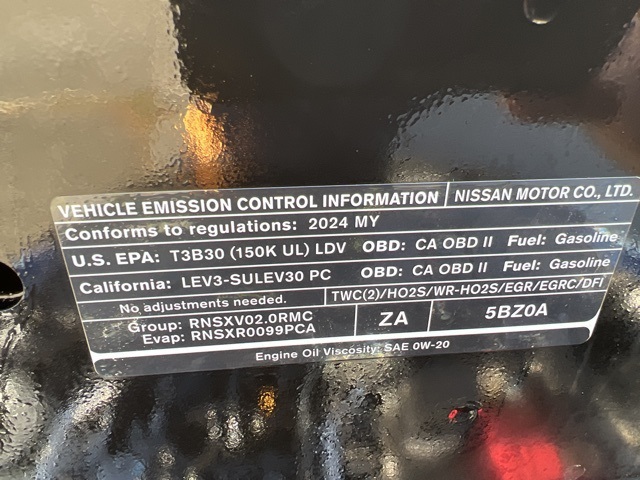 VEHICLE EMISSION CONTROL INFORMATION NISSAN MOTOR CO., LTD.
Conforms to regulations: 2024 MY
U.S. EPA: T3B30 (150K UL) LDV OBD: CA OBD II Fuel: Gasoline
California: LEV3-SULEV30 PC OBD: CA OBD II Fuel: Gasoline
No adjustments needed. TWC(2)/HO2S/WR-HO2S/EGR/EGRC/DFI
Group: RNSXV02.0RMC ZA 5BZ0A
Evap: RNSXR0099PCA
Engine Oil Viscosity: SAE 0W-20